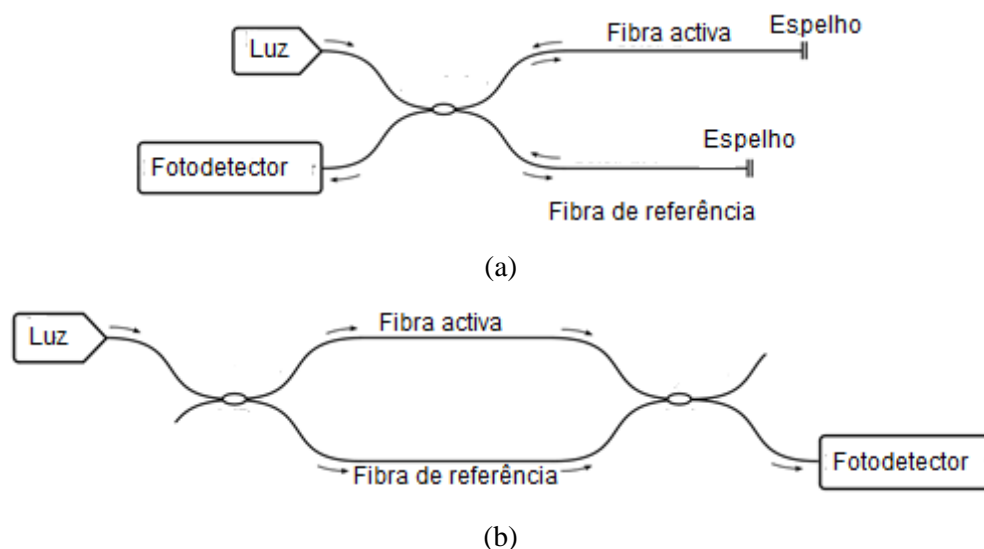 Espelho
Fibra activa
Luz
Espelho
Fotodetector
Fibra de referência
(a)
Fibra activa
Luz
Fotodetector
Fibra de referência
(b)